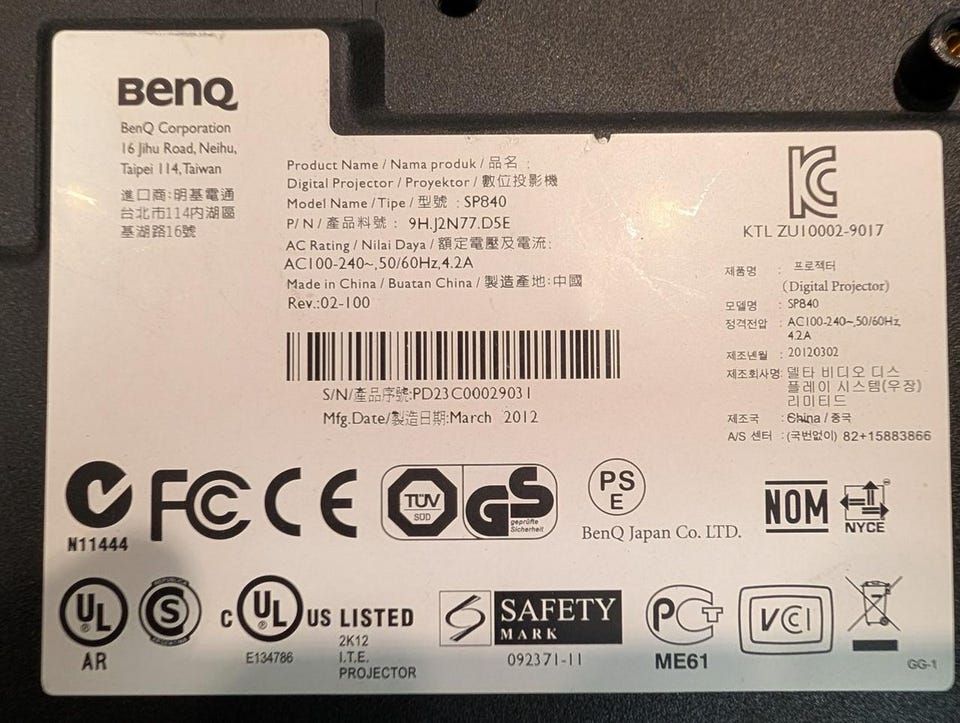 BenQ
BenQ Corporation
16 Jihu Road, Neihu,
Taipei 114, Taiwan
進口商:明基電通
台北市114內湖區
基湖路16號
Product Name / Nama produk / 品名 :
Digital Projector / Proyektor / 數位投影機
Model Name / Tipe / 型號 : SP840
P/N / 產品料號 : 9H.J2N77.D5E
AC Rating / Nilai Daya / 額定電壓及電流:
AC100-240~,50/60Hz,4.2A
Made in China / Buatan China / 製造產地:中國
Rev.:02-100
S/N/產品序號:PD23C00029031
Mfg.Date/製造日期:March 2012
KTL ZU10002-9017
제품명 : 프로젝터
(Digital Projector)
모델명 : SP840
정격전압 : AC100-240~,50/60Hz,
4.2A
제조년월 : 20120302
제조회사명: 델타 비디오 디스
플레이 시스템(우장)
리미티드
제조국 : China / 중국
A/S 센터 : (국번없이) 82+15883866
N11444
FC CE
TÜV
SÜD
GS
geprüfte
Sicherheit
PS
E
BenQ Japan Co. LTD.
NOM
NYCE
UL
AR
S
C UL US LISTED
E134786
2K12
I.T.E.
PROJECTOR
SAFETY
MARK
092371-11
ME61
VCI
GG-1